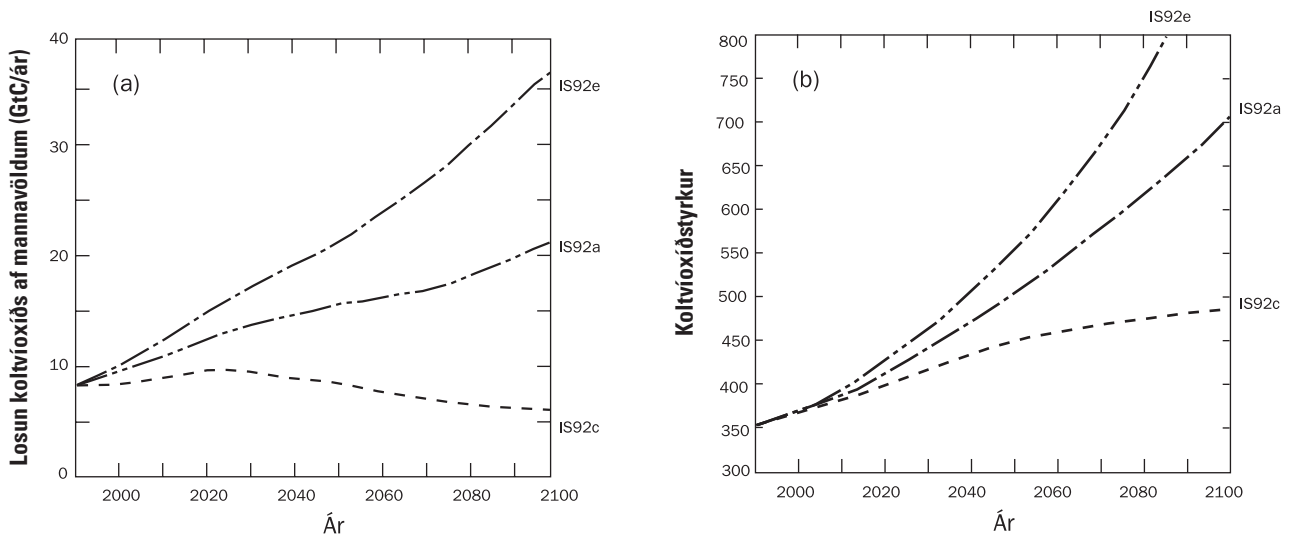 (a)
Losun koltvíoxíðs af mannavöldum (GtC/ár)
40
30
20
10
0
IS92e
IS92a
IS92c
2000 2020 2040 2060 2080 2100
Ár
(b)
Koltvíoxíðstyrkur
800
750
700
650
600
550
500
450
400
350
300
IS92e
IS92a
IS92c
2000 2020 2040 2060 2080 2100
Ár